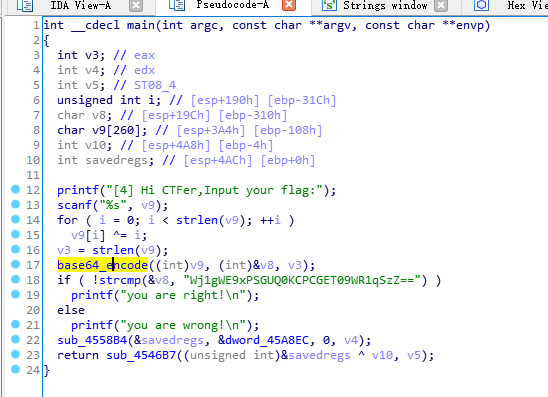 IDA View-A Pseudocode-A Strings window Hex Vi
1 int __cdecl main(int argc, const char **argv, const char **envp)
2 {
3 int v3; // eax
4 int v4; // edx
5 int v5; // ST08_4
6 unsigned int i; // [esp+190h] [ebp-31Ch]
7 char v8; // [esp+19Ch] [ebp-310h]
8 char v9[260]; // [esp+3A4h] [ebp-108h]
9 int v10; // [esp+4A8h] [ebp-4h]
10 int savedregs; // [esp+4ACh] [ebp+0h]
11
12 printf("[4] Hi CTFer,Input your flag:");
13 scanf("%s", v9);
14 for ( i = 0; i < strlen(v9); ++i )
15 v9[i] ^= i;
16 v3 = strlen(v9);
17 base64_encode((int)v9, (int)&v8, v3);
18 if ( !strcmp(&v8, "Wj1gWE9xPSGUQ0KCPCGET09WR1qSzZ==") )
19 printf("you are right!\n");
20 else
21 printf("you are wrong!\n");
22 sub_4558B4(&savedregs, &dword_45A8EC, 0, v4);
23 return sub_4546B7((unsigned int)&savedregs ^ v10, v5);
24 }